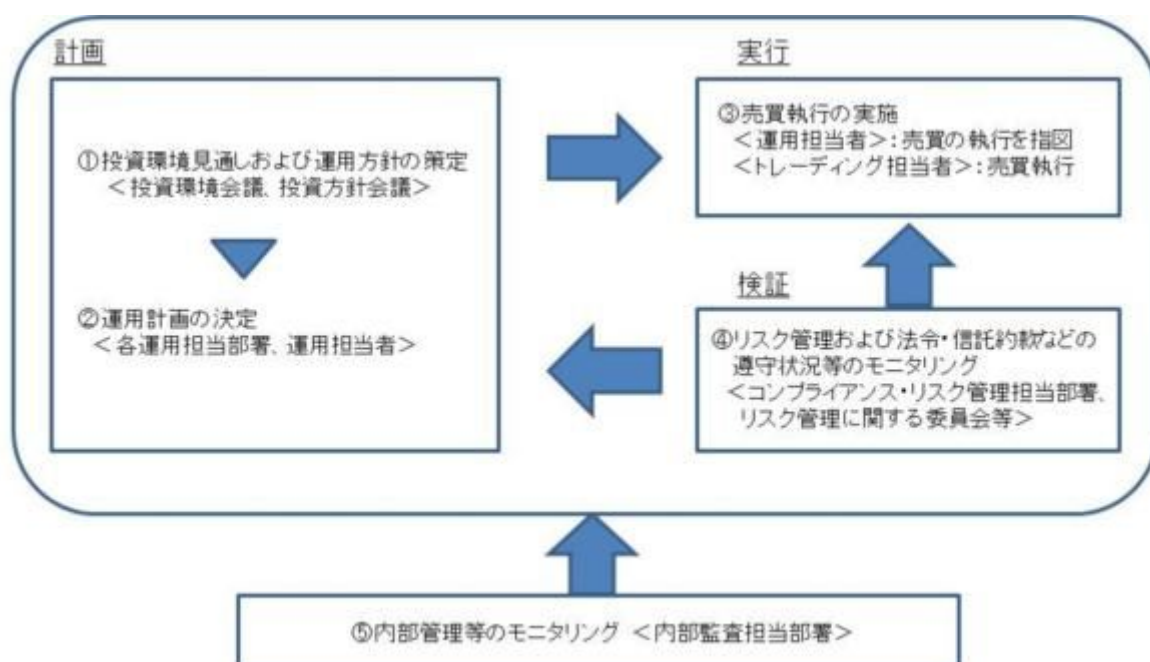 計画
①投資環境見通しおよび運用方針の策定
＜投資環境会議、投資方針会議＞
②運用計画の決定
＜各運用担当部署、運用担当者＞
実行
③売買執行の実施
＜運用担当者＞：売買の執行を指図
＜トレーディング担当者＞：売買執行
検証
④リスク管理および法令・信託約款などの
遵守状況等のモニタリング
＜コンプライアンス・リスク管理担当部署、
リスク管理に関する委員会等＞
⑤内部管理等のモニタリング ＜内部監査担当部署＞